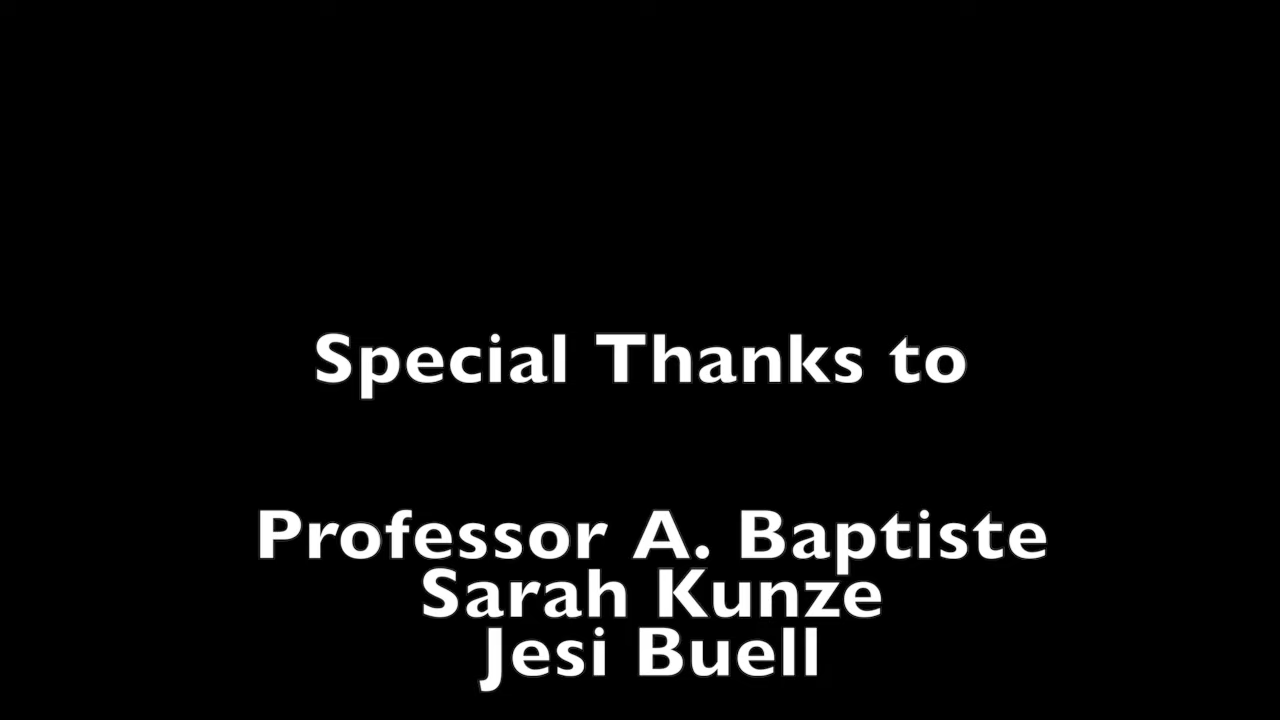 Special Thanks to
Professor A. Baptiste
Sarah Kunze
Jesi Buell